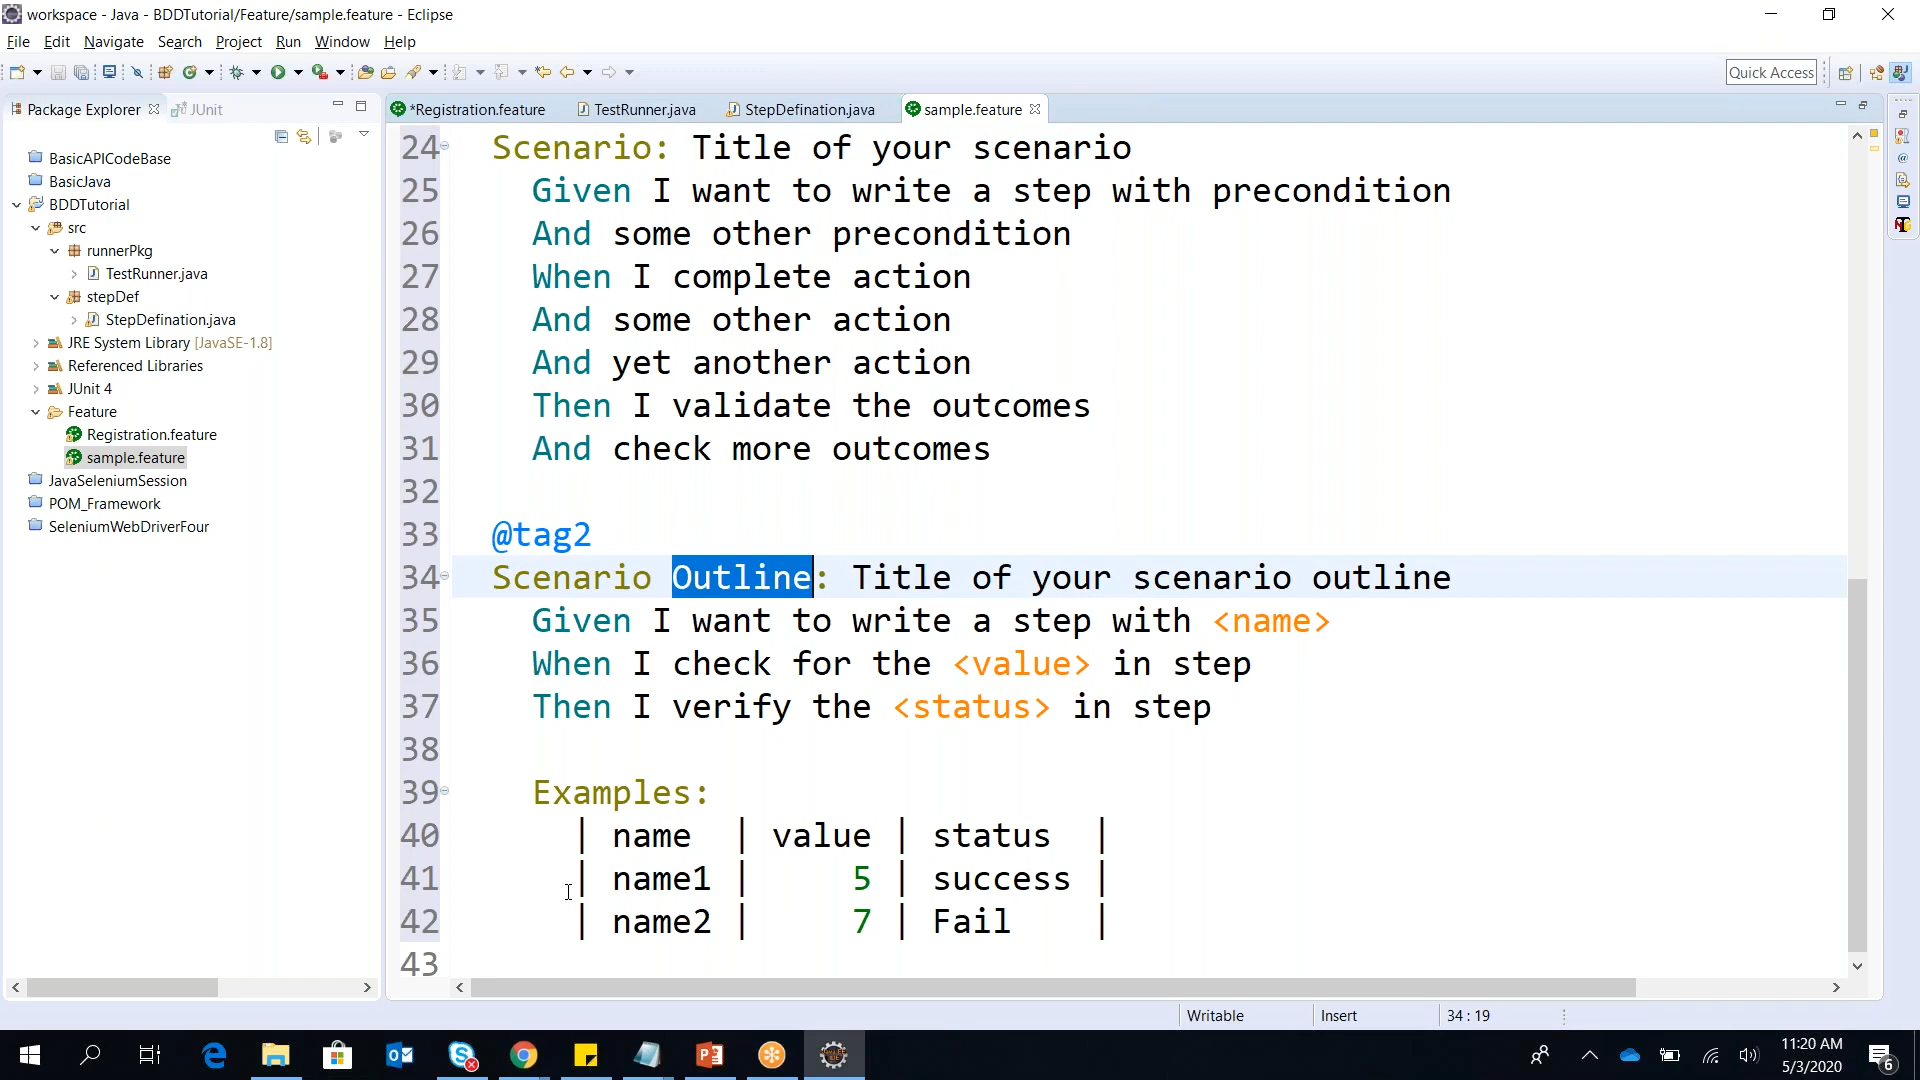 workspace - Java - BDDTutorial/Feature/sample.feature - Eclipse
File Edit Navigate Search Project Run Window Help
Quick Access
Package Explorer JUnit
*Registration.feature TestRunner.java StepDefination.java sample.feature
BasicAPICodeBase
BasicJava
BDDTutorial
src
runnerPkg
TestRunner.java
stepDef
StepDefination.java
JRE System Library [JavaSE-1.8]
Referenced Libraries
JUnit 4
Feature
Registration.feature
sample.feature
JavaSeleniumSession
POM_Framework
SeleniumWebDriverFour
24 Scenario: Title of your scenario
25 Given I want to write a step with precondition
26 And some other precondition
27 When I complete action
28 And some other action
29 And yet another action
30 Then I validate the outcomes
31 And check more outcomes
32
33 @tag2
34 Scenario Outline: Title of your scenario outline
35 Given I want to write a step with <name>
36 When I check for the <value> in step
37 Then I verify the <status> in step
38
39 Examples:
40 | name | value | status |
41 | name1 | 5 | success |
42 | name2 | 7 | Fail |
43
Writable Insert 34 : 19
11:20 AM
5/3/2020
6